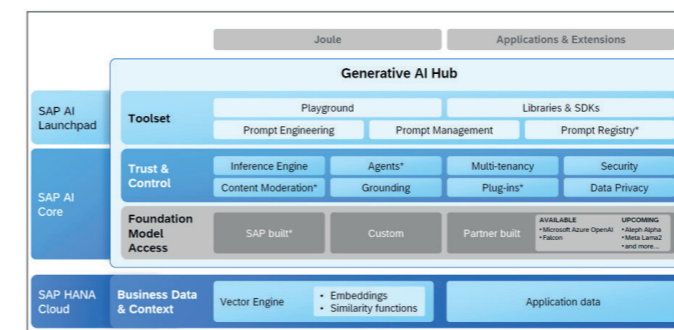 Joule
Applications & Extensions
Generative AI Hub
SAP AI
Launchpad
Toolset
Playground
Libraries & SDKs
Prompt Engineering
Prompt Management
Prompt Registry*
SAP AI
Core
Trust &
Control
Inference Engine
Agents*
Multi-tenancy
Security
Content Moderation*
Grounding
Plug-ins*
Data Privacy
Foundation
Model
Access
SAP built*
Custom
Partner built
AVAILABLE
•Microsoft Azure OpenAI
•Falcon
UPCOMING
•Aleph Alpha
•Meta Lama2
•and more...
SAP HANA
Cloud
Business Data
& Context
Vector Engine
• Embeddings
• Similarity functions
Application data